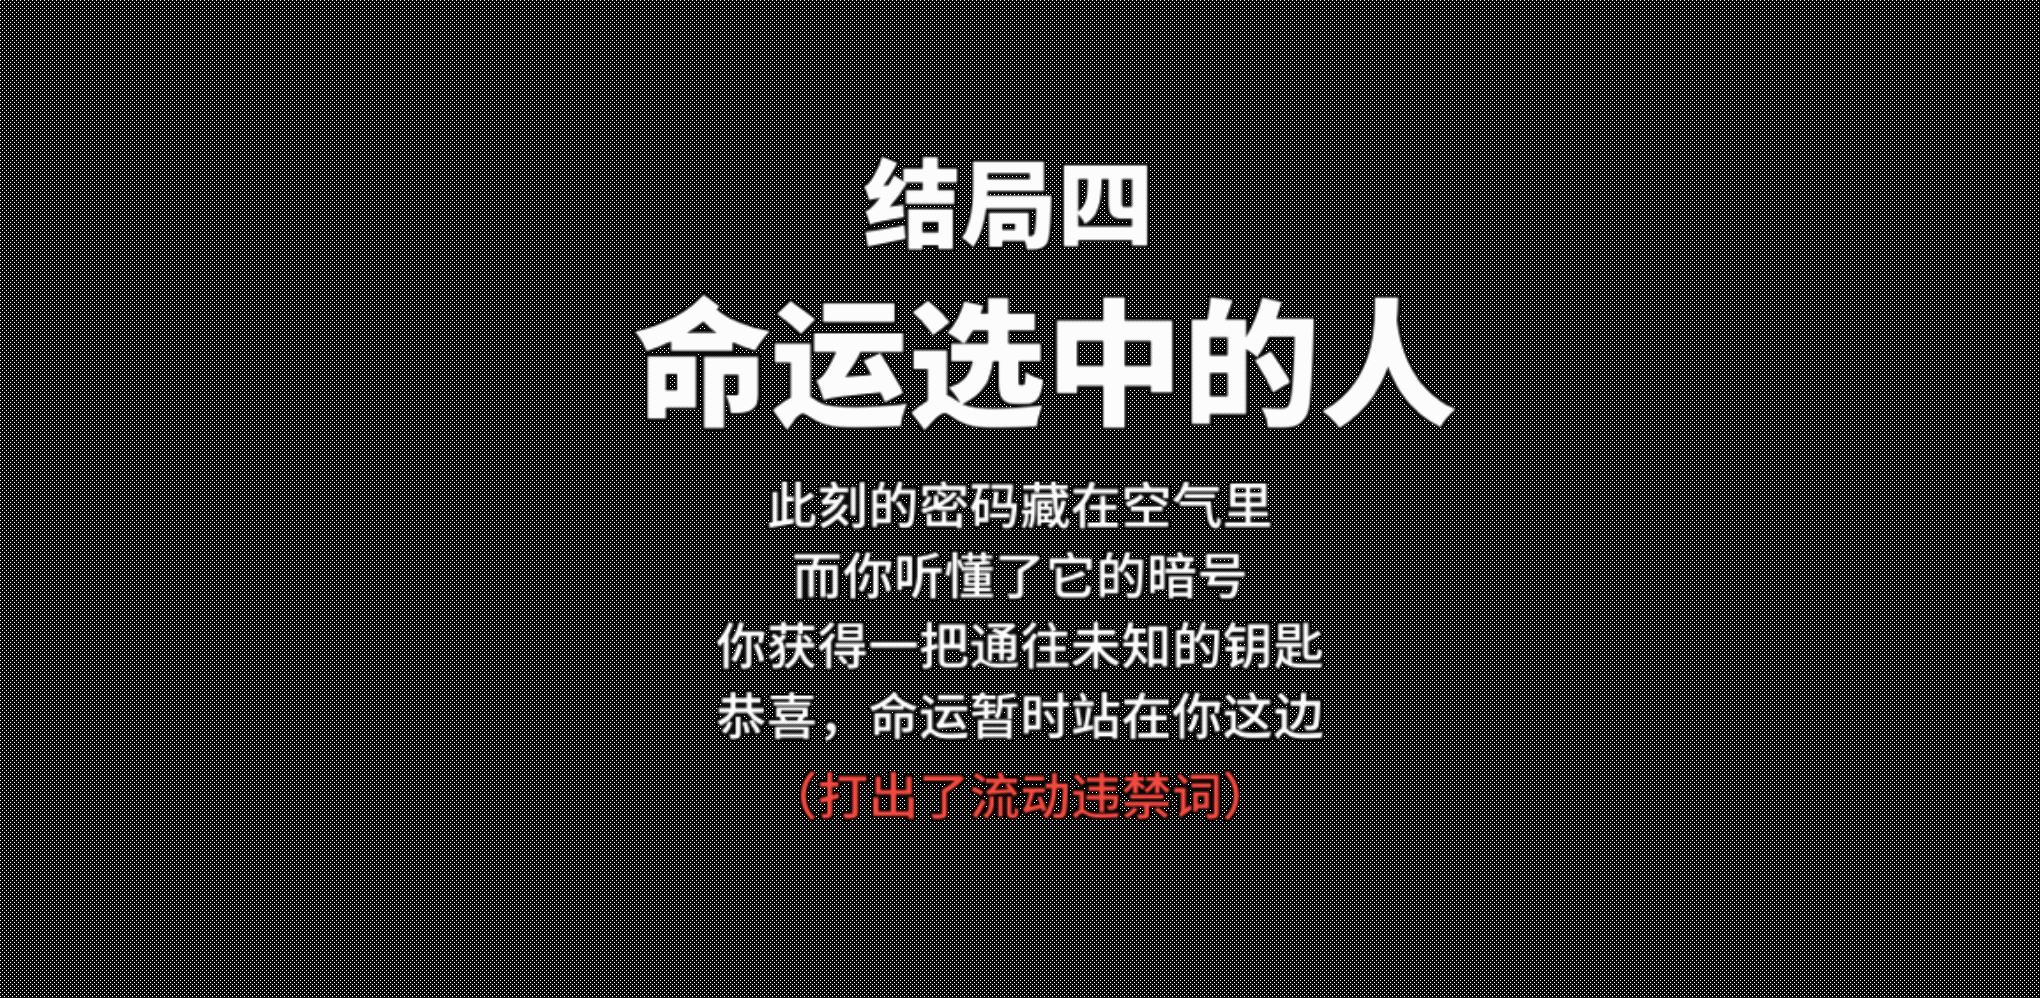 结局四
命运选中的人
此刻的密码藏在空气里
而你听懂了它的暗号
你获得一把通往未知的钥匙
恭喜，命运暂时站在你这边
（打出了流动违禁词）